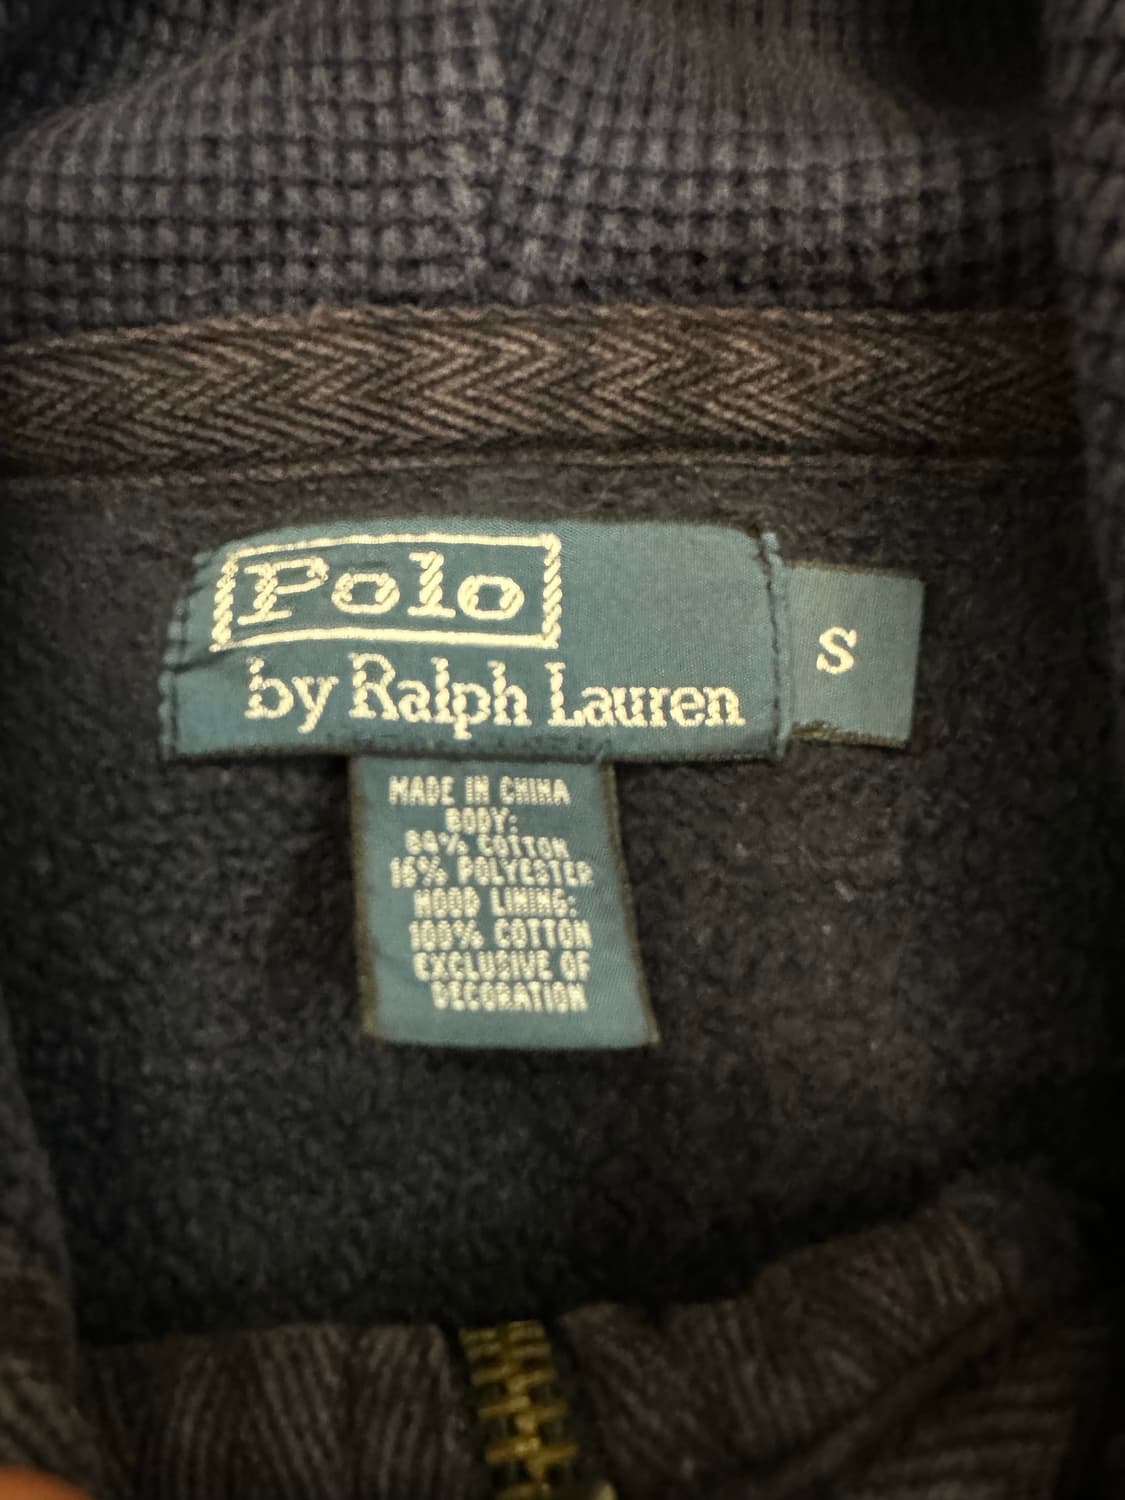 Polo
by Ralph Lauren
S
MADE IN CHINA
BODY:
84% COTTON
16% POLYESTER
HOOD LINING:
100% COTTON
EXCLUSIVE OF
DECORATION